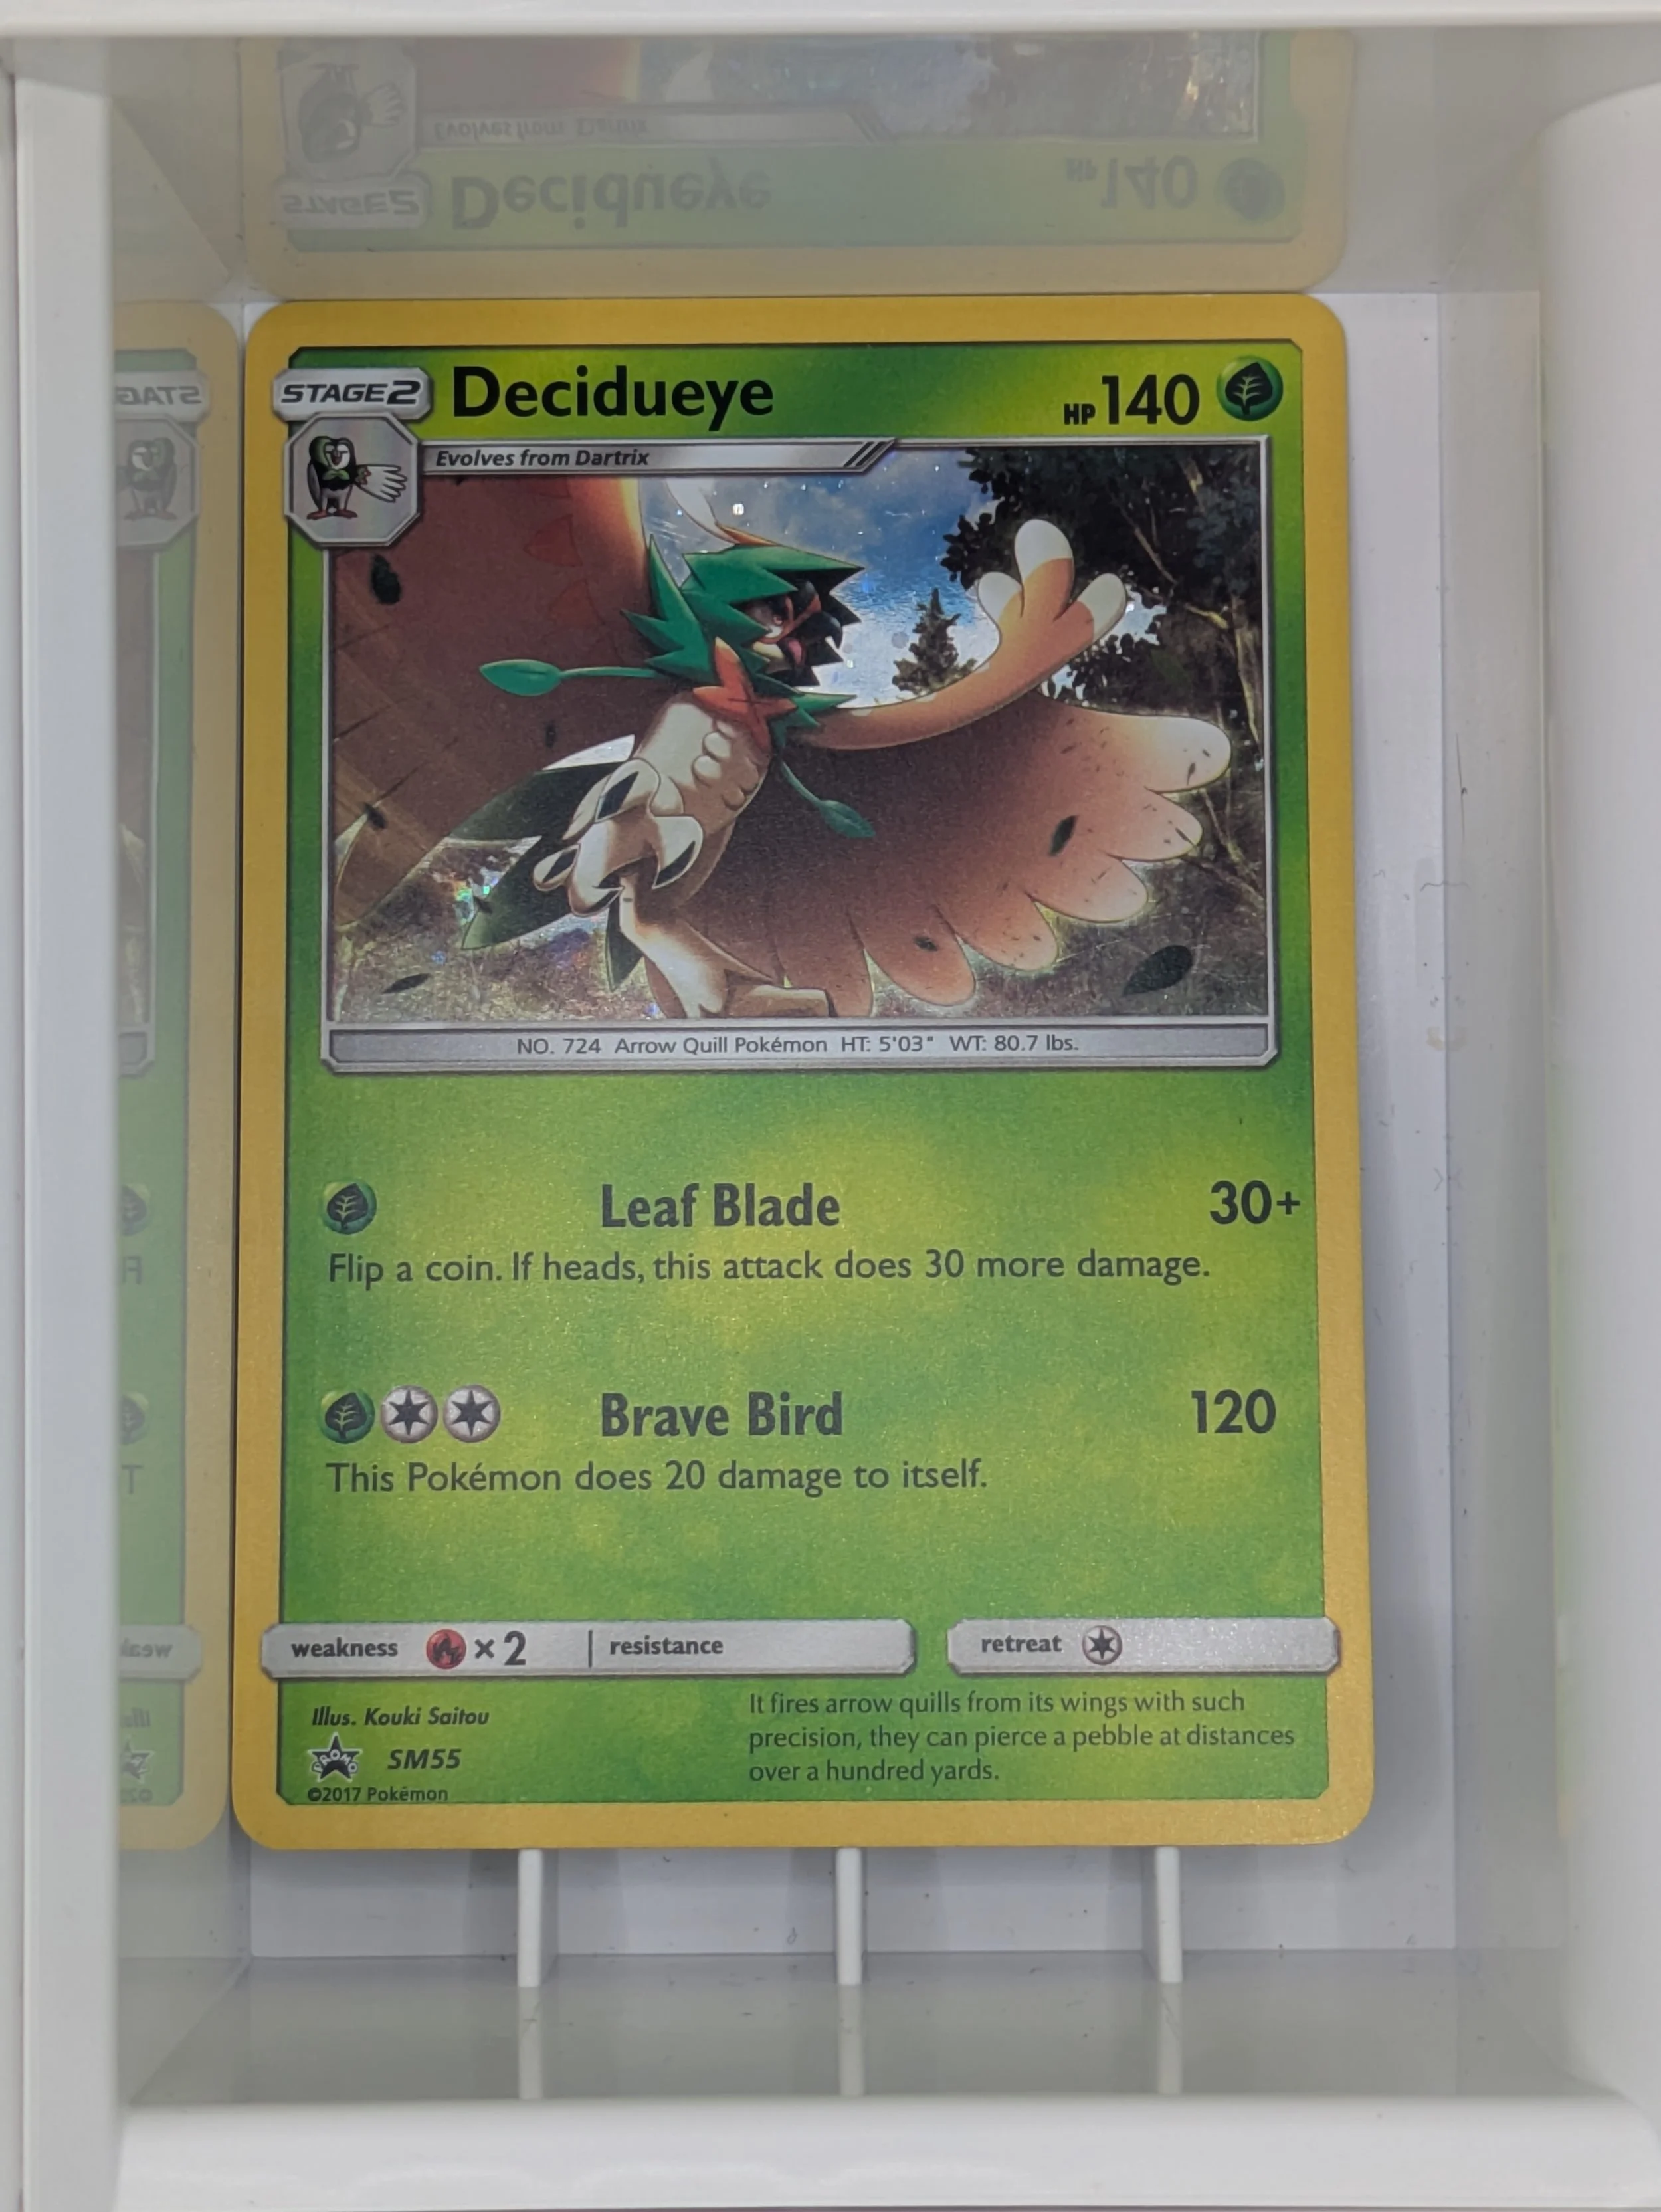 STAGE2 Decidueye HP 140
Evolves from Dartrix
NO. 724 Arrow Quill Pokémon HT: 5'03" WT: 80.7 lbs.
Leaf Blade 30+
Flip a coin. If heads, this attack does 30 more damage.
Brave Bird 120
This Pokémon does 20 damage to itself.
weakness ×2 resistance retreat
Illus. Kouki Saitou
PROMO SM55
©2017 Pokémon
It fires arrow quills from its wings with such
precision, they can pierce a pebble at distances
over a hundred yards.